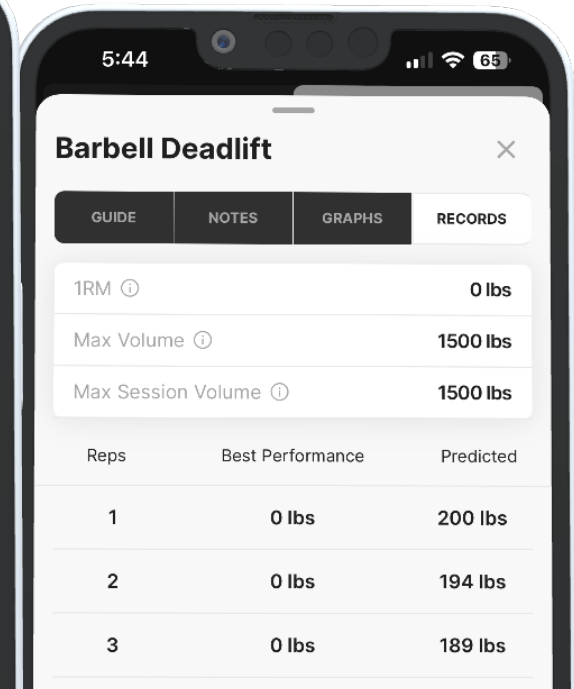 5:44
65
Barbell Deadlift
GUIDE NOTES GRAPHS RECORDS
1RM 0 lbs
Max Volume 1500 lbs
Max Session Volume 1500 lbs
Reps Best Performance Predicted
1 0 lbs 200 lbs
2 0 lbs 194 lbs
3 0 lbs 189 lbs